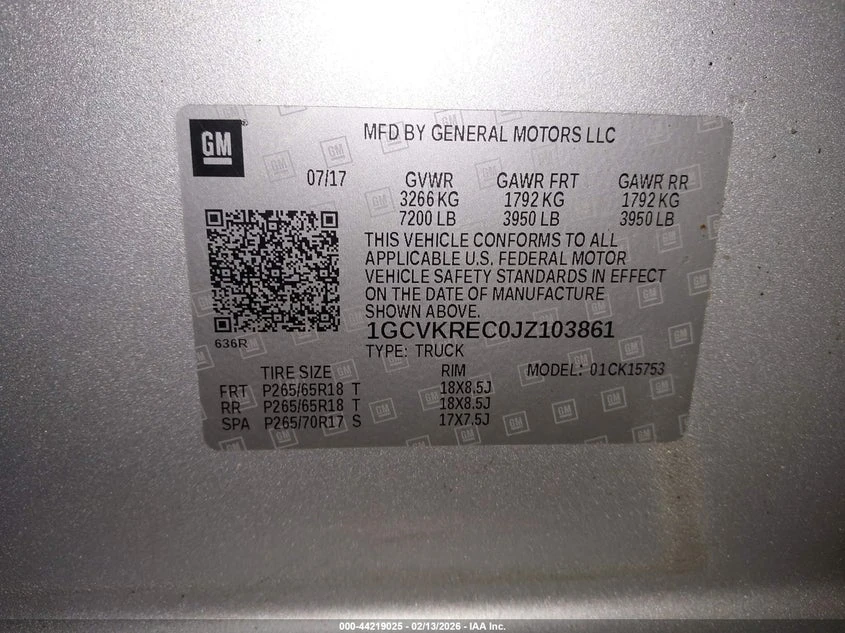 GM
MFD BY GENERAL MOTORS LLC
07/17 GVWR GAWR FRT GAWR RR
3266 KG 1792 KG 1792 KG
7200 LB 3950 LB 3950 LB
THIS VEHICLE CONFORMS TO ALL
APPLICABLE U.S. FEDERAL MOTOR
VEHICLE SAFETY STANDARDS IN EFFECT
ON THE DATE OF MANUFACTURE
SHOWN ABOVE.
1GCVKREC0JZ103861
636R
TYPE: TRUCK
TIRE SIZE RIM MODEL: 01CK15753
FRT P265/65R18 T 18X8.5J
RR P265/65R18 T 18X8.5J
SPA P265/70R17 S 17X7.5J
000-44219025 - 02/13/2026 - IAA Inc.